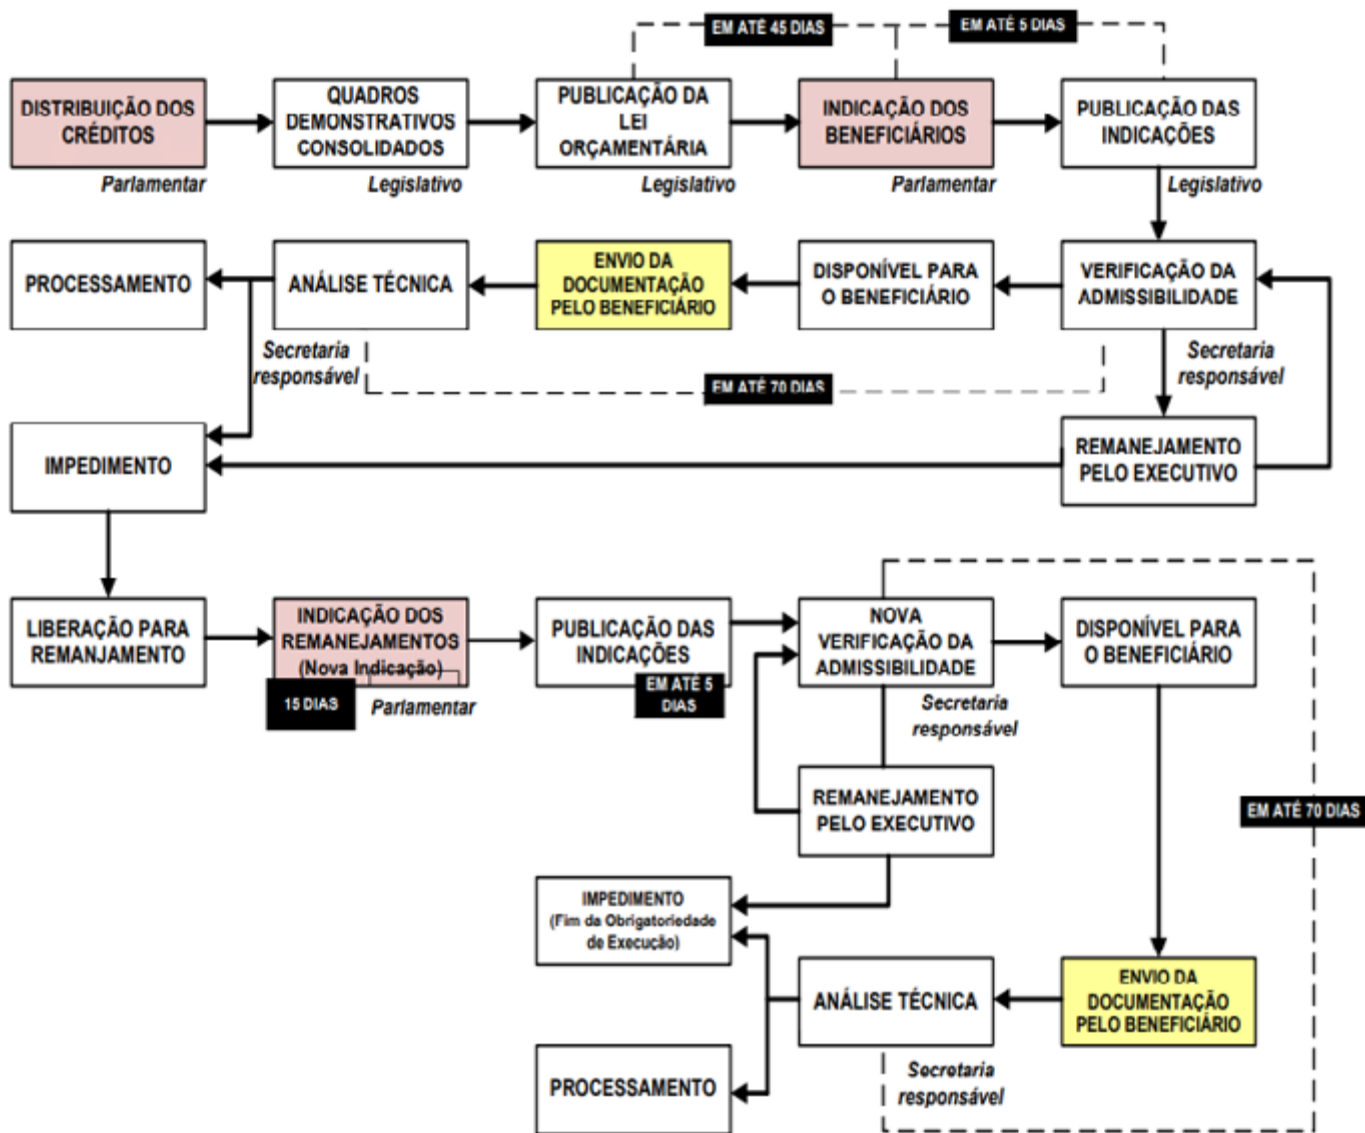 EM ATÉ 45 DIAS
EM ATÉ 5 DIAS
DISTRIBUIÇÃO DOS
CRÉDITOS
Parlamentar
QUADROS
DEMONSTRATIVOS
CONSOLIDADOS
Legislativo
PUBLICAÇÃO DA
LEI
ORÇAMENTÁRIA
Legislativo
INDICAÇÃO DOS
BENEFICIÁRIOS
Parlamentar
PUBLICAÇÃO DAS
INDICAÇÕES
Legislativo
PROCESSAMENTO
ANÁLISE TÉCNICA
Secretaria
responsável
ENVIO DA
DOCUMENTAÇÃO
PELO BENEFICIÁRIO
DISPONÍVEL PARA
O BENEFICIÁRIO
VERIFICAÇÃO DA
ADMISSIBILIDADE
Secretaria
responsável
EM ATÉ 70 DIAS
IMPEDIMENTO
REMANEJAMENTO
PELO EXECUTIVO
LIBERAÇÃO PARA
REMANJAMENTO
INDICAÇÃO DOS
REMANEJAMENTOS
(Nova Indicação)
15 DIAS
Parlamentar
PUBLICAÇÃO DAS
INDICAÇÕES
EM ATÉ 5
DIAS
NOVA
VERIFICAÇÃO DA
ADMISSIBILIDADE
Secretaria
responsável
DISPONÍVEL PARA
O BENEFICIÁRIO
REMANEJAMENTO
PELO EXECUTIVO
EM ATÉ 70 DIAS
IMPEDIMENTO
(Fim da Obrigatoriedade
de Execução)
ANÁLISE TÉCNICA
Secretaria
responsável
ENVIO DA
DOCUMENTAÇÃO
PELO BENEFICIÁRIO
PROCESSAMENTO